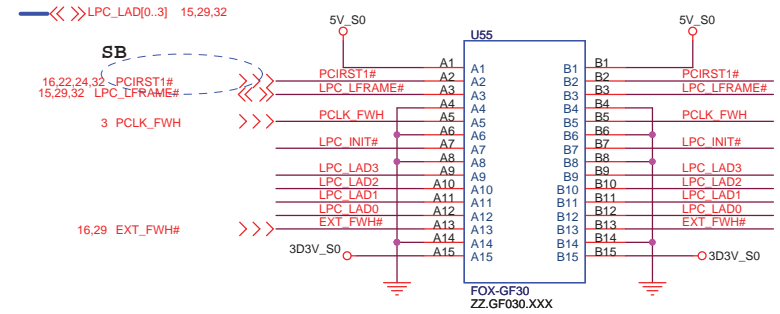 LPC_LAD[0..3] 15,29,32
5V_S0 5V_S0
U55
SB
A1 A1 B1 B1
16,22,24,32 PCIRST1# PCIRST1# A2 A2 B2 B2 PCIRST1#
15,29,32 LPC_LFRAME# LPC_LFRAME# A3 A3 B3 B3 LPC_LFRAME#
A4 A4 B4 B4
3 PCLK_FWH PCLK_FWH A5 A5 B5 B5 PCLK_FWH
A6 A6 B6 B6
LPC_INIT# A7 A7 B7 B7 LPC_INIT#
A8 A8 B8 B8
LPC_LAD3 A9 A9 B9 B9 LPC_LAD3
LPC_LAD2 A10 A10 B10 B10 LPC_LAD2
LPC_LAD1 A11 A11 B11 B11 LPC_LAD1
LPC_LAD0 A12 A12 B12 B12 LPC_LAD0
16,29 EXT_FWH# EXT_FWH# A13 A13 B13 B13 EXT_FWH#
A14 A14 B14 B14
3D3V_S0 A15 A15 B15 B15 3D3V_S0
FOX-GF30
ZZ.GF030.XXX